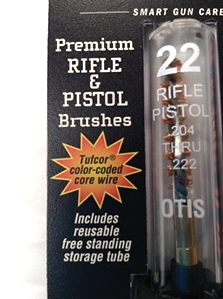 SMART GUN CARE
Premium
RIFLE
&
PISTOL
Brushes
Tufcor®
color-coded
core wire
Includes
reusable
free standing
storage tube
22
RIFLE
PISTOL
.204
THRU
.222
OTIS